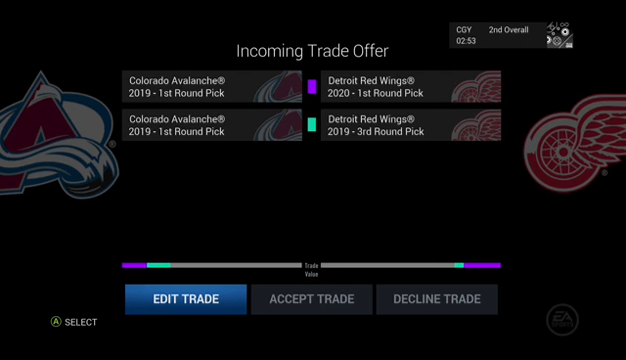 CGY 2nd Overall
02:53
Incoming Trade Offer
Colorado Avalanche®
2019 - 1st Round Pick
Detroit Red Wings®
2020 - 1st Round Pick
Colorado Avalanche®
2019 - 1st Round Pick
Detroit Red Wings®
2019 - 3rd Round Pick
Trade
Value
EDIT TRADE
ACCEPT TRADE
DECLINE TRADE
A SELECT
EA
SPORTS